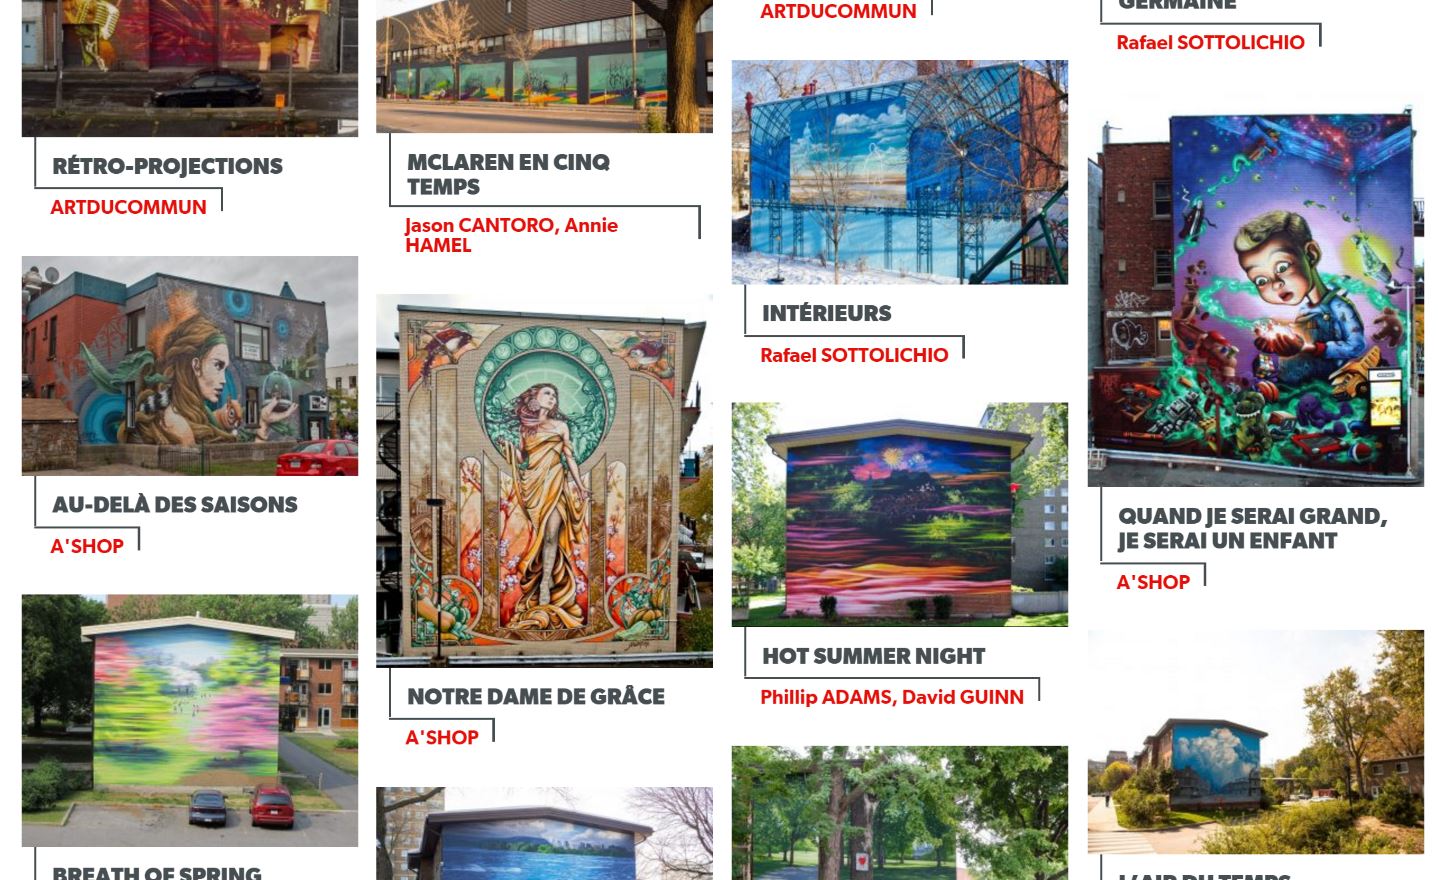 RÉTRO-PROJECTIONS
ARTDUCOMMUN
AU-DELÀ DES SAISONS
A'SHOP
BREATH OF SPRING
MCLAREN EN CINQ
TEMPS
Jason CANTORO, Annie
HAMEL
NOTRE DAME DE GRÂCE
A'SHOP
ARTDUCOMMUN
INTÉRIEURS
Rafael SOTTOLICHIO
HOT SUMMER NIGHT
Phillip ADAMS, David GUINN
GERMAINE
Rafael SOTTOLICHIO
QUAND JE SERAI GRAND,
JE SERAI UN ENFANT
A'SHOP
L'AIR DU TEMPS